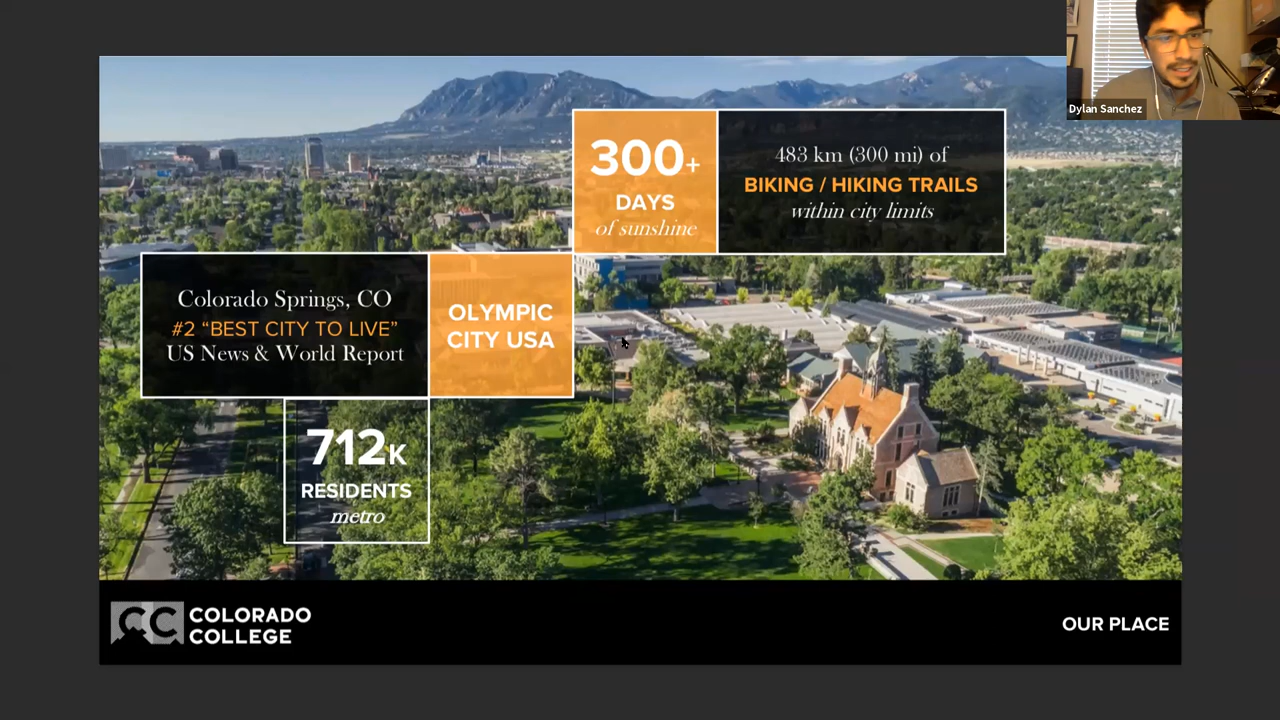 Dylan Sanchez
300+
DAYS
of sunshine
483 km (300 mi) of
BIKING / HIKING TRAILS
within city limits
Colorado Springs, CO
#2 “BEST CITY TO LIVE”
US News & World Report
OLYMPIC
CITY USA
712K
RESIDENTS
metro
CC
COLORADO
COLLEGE
OUR PLACE